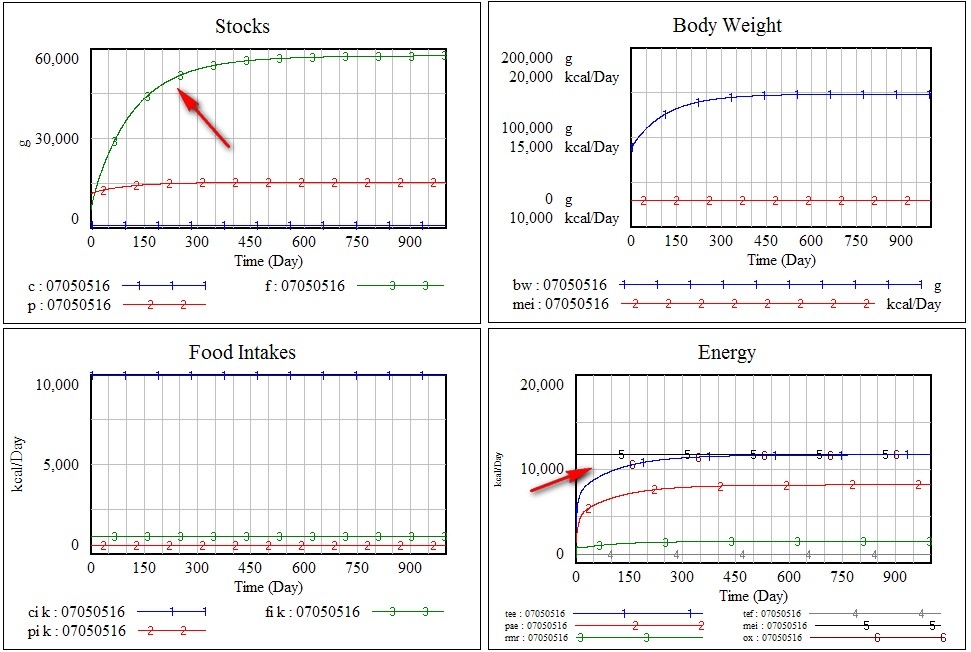 Stocks
60,000
30,000
0
g
0 150 300 450 600 750 900
Time (Day)
c : 07050516 1 1 1
f : 07050516 3 3
p : 07050516 2 2
Body Weight
200,000 g
20,000 kcal/Day
100,000 g
15,000 kcal/Day
0 g
10,000 kcal/Day
0 150 300 450 600 750 900
Time (Day)
bw : 07050516 1 1 1 1 1 1 1 1 1 1 g
mei : 07050516 2 2 2 2 2 2 2 2 kcal/Day
Food Intakes
10,000
5,000
0
kcal/Day
0 150 300 450 600 750 900
Time (Day)
ci k : 07050516 1 1
fi k : 07050516 3 3
pi k : 07050516 2 2
Energy
20,000
10,000
0
kcal/Day
0 150 300 450 600 750 900
Time (Day)
tee : 07050516 1 1
tef : 07050516 4 4
pae : 07050516 2 2
mei : 07050516 5 5
rmr : 07050516 3 3
ox : 07050516 6 6